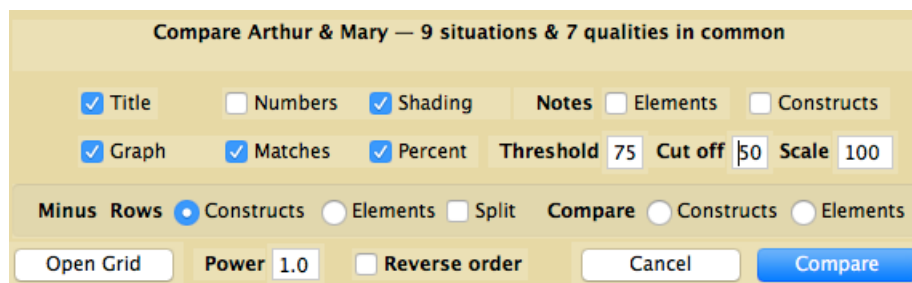 Compare Arthur & Mary — 9 situations & 7 qualities in common
Title Numbers Shading Notes Elements Constructs
Graph Matches Percent Threshold 75 Cut off 50 Scale 100
Minus Rows Constructs Elements Split Compare Constructs Elements
Open Grid Power 1.0 Reverse order Cancel Compare